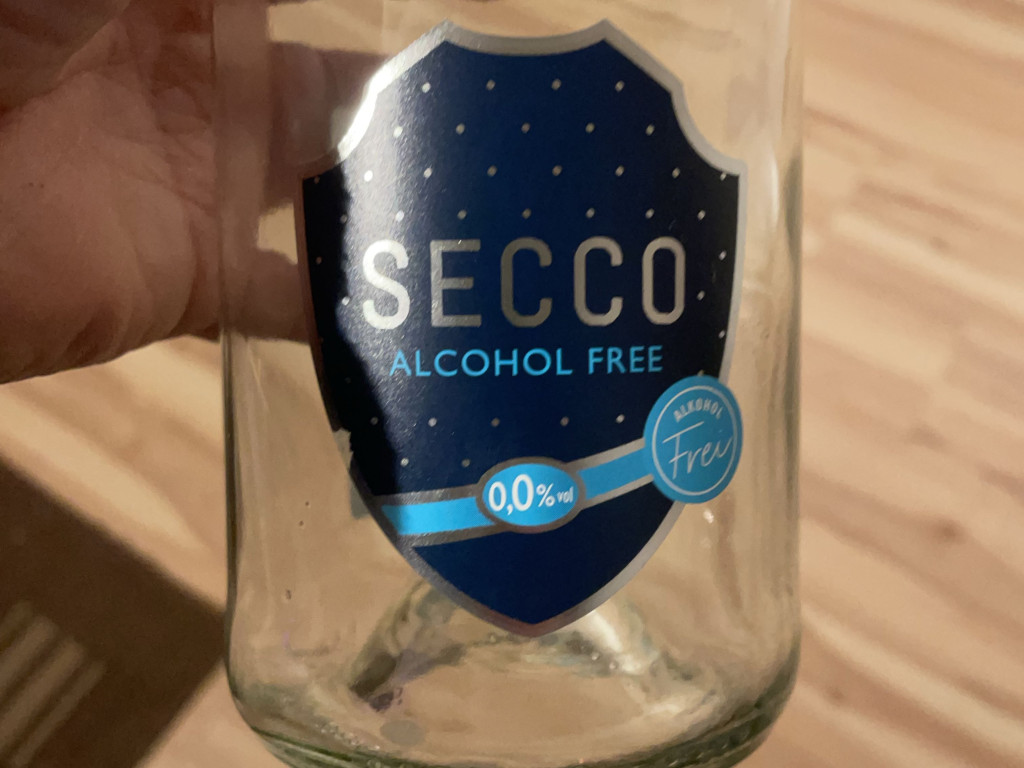 SECCO
ALCOHOL FREE
ALKOHOL
Frei
0,0% vol